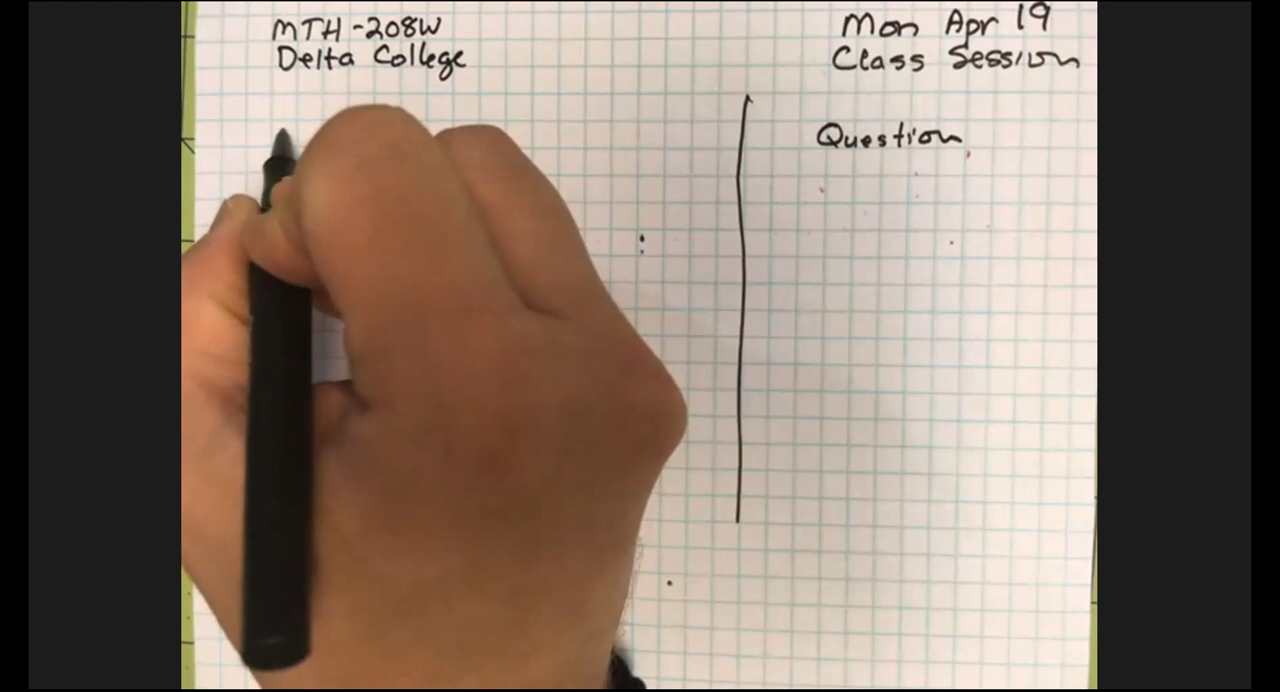 MTH-208W
Delta College
Mon Apr 19
Class Session
Question